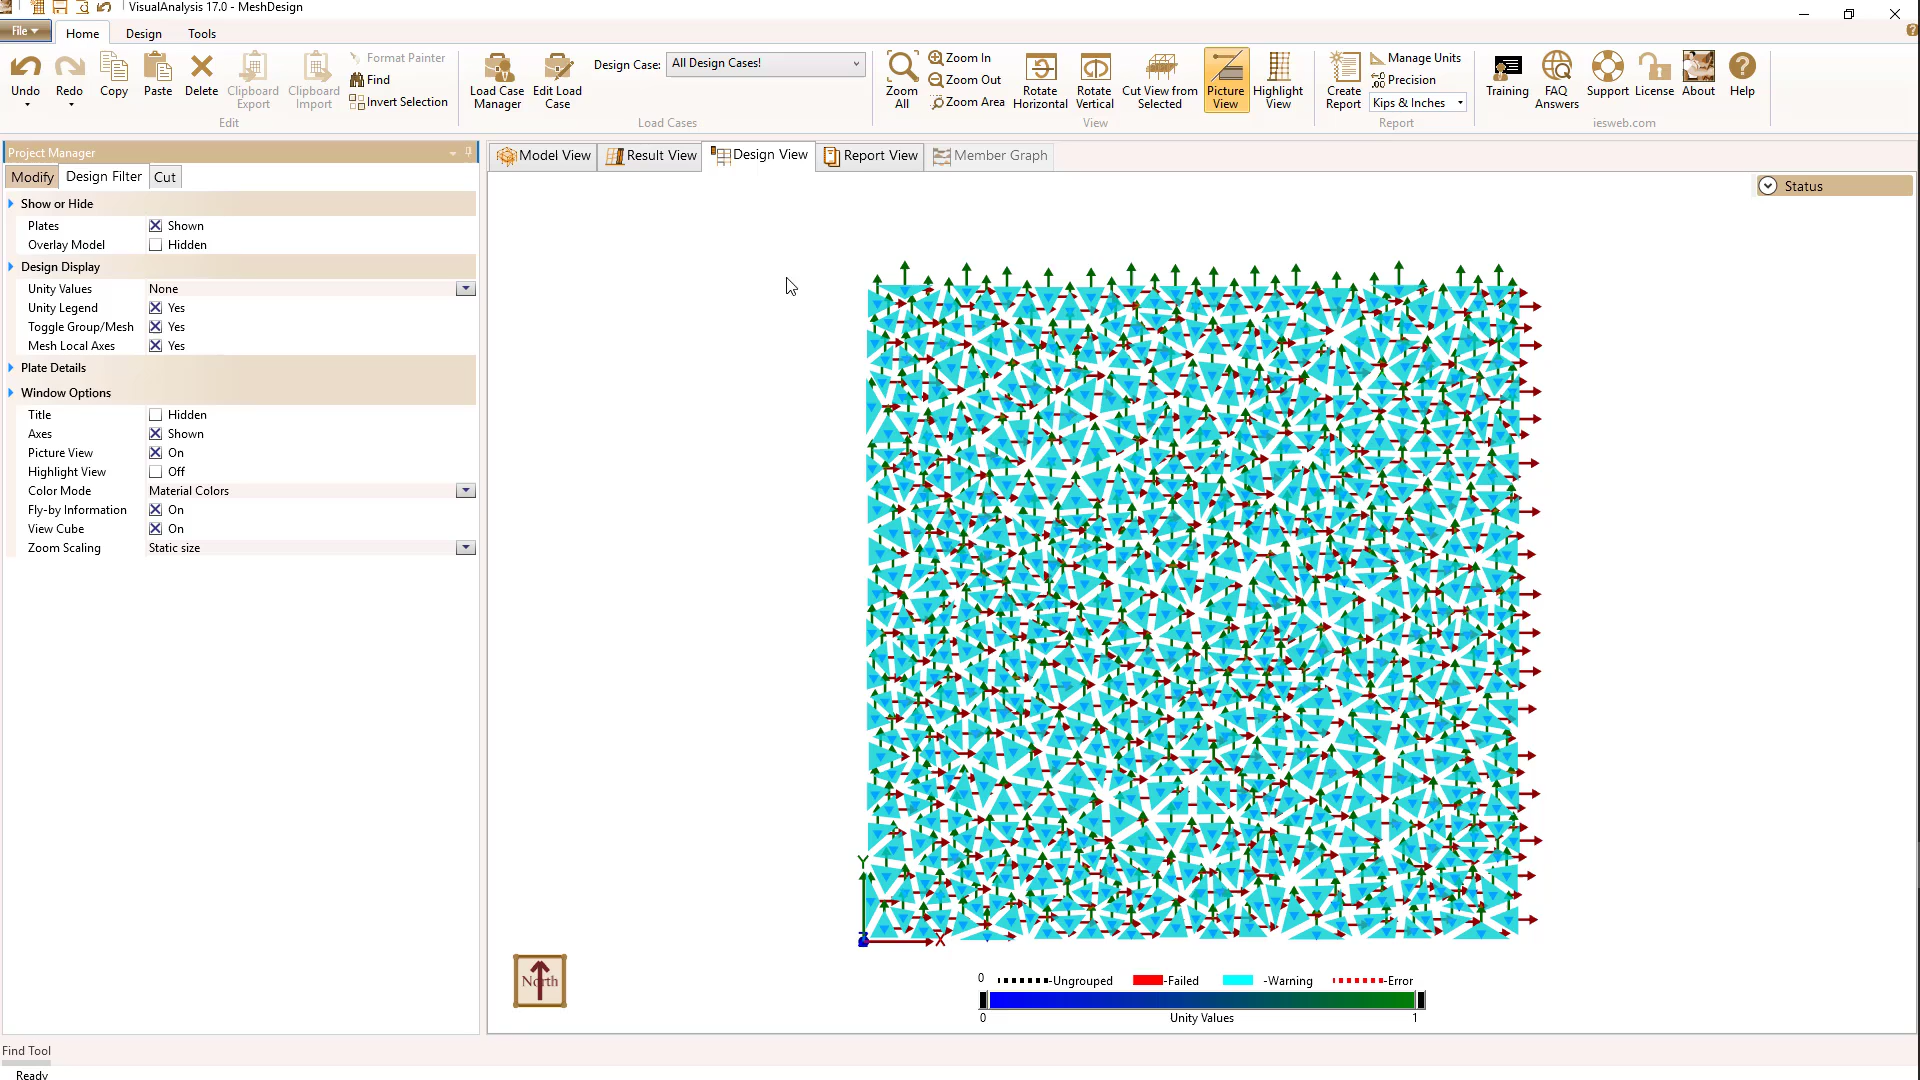 VisualAnalysis 17.0 - MeshDesign
File
Home
Design
Tools
Undo
Redo
Copy
Paste
Delete
Clipboard Export
Clipboard Import
Format Painter
Find
Invert Selection
Edit
Load Case Manager
Edit Load Case
Design Case:
All Design Cases!
Load Cases
Zoom All
Zoom In
Zoom Out
Zoom Area
Rotate Horizontal
Rotate Vertical
Cut View from Selected
Picture View
Highlight View
View
Create Report
Manage Units
.00 Precision
Kips & Inches
Report
Training
FAQ Answers
Support
License
About
Help
iesweb.com
Project Manager
Modify
Design Filter
Cut
Show or Hide
Plates Shown
Overlay Model Hidden
Design Display
Unity Values None
Unity Legend Yes
Toggle Group/Mesh Yes
Mesh Local Axes Yes
Plate Details
Window Options
Title Hidden
Axes Shown
Picture View On
Highlight View Off
Color Mode Material Colors
Fly-by Information On
View Cube On
Zoom Scaling Static size
Model View
Result View
Design View
Report View
Member Graph
Status
Y
Z
X
North
0
-Ungrouped
-Failed
-Warning
-Error
0 Unity Values 1
Find Tool
Ready